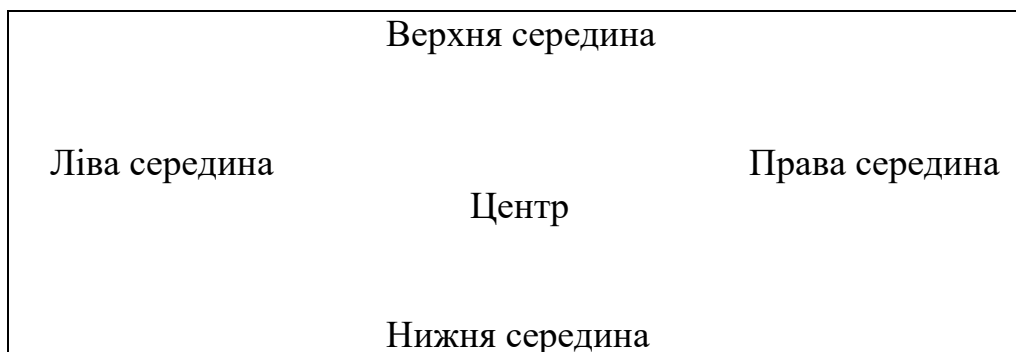 Верхня середина
Ліва середина Права середина
Центр
Нижня середина